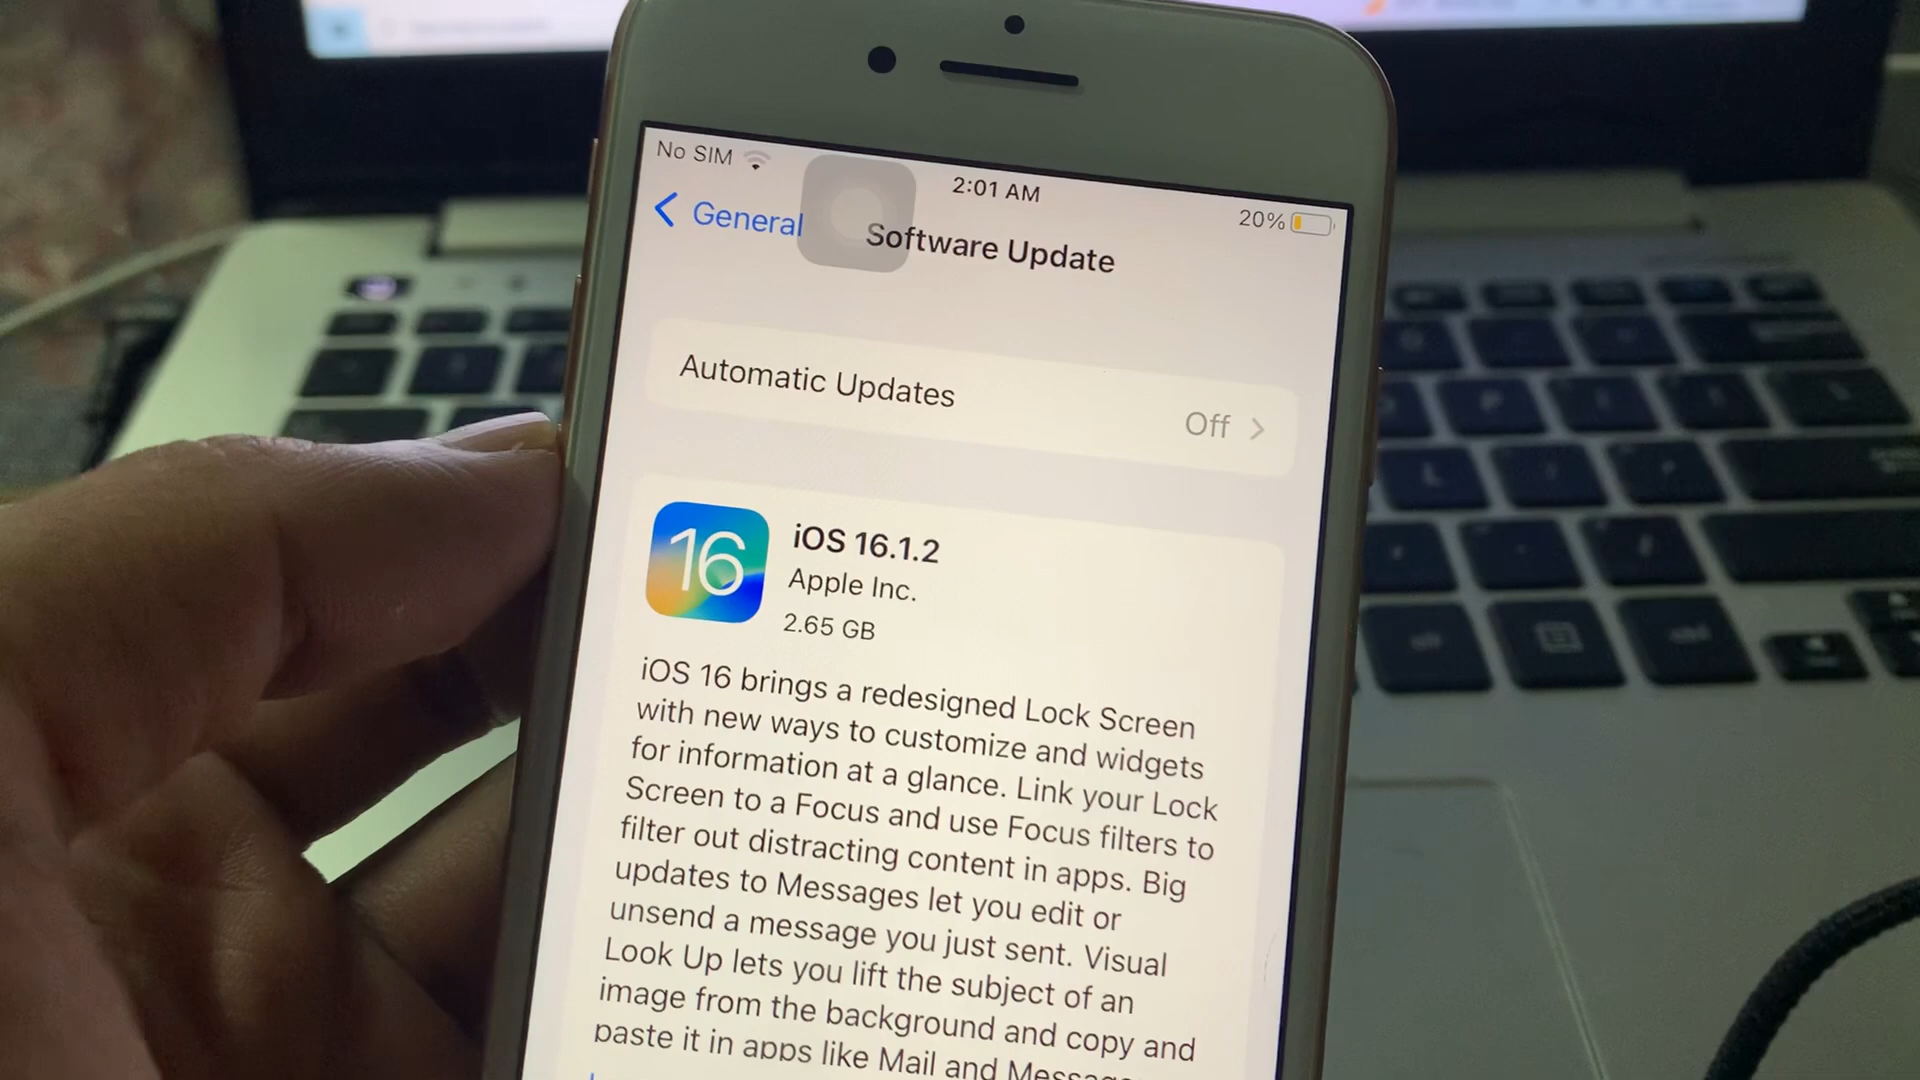 No SIM
2:01 AM
20%
General
Software Update
Automatic Updates
Off
16
iOS 16.1.2
Apple Inc.
2.65 GB
iOS 16 brings a redesigned Lock Screen
with new ways to customize and widgets
for information at a glance. Link your Lock
Screen to a Focus and use Focus filters to
filter out distracting content in apps. Big
updates to Messages let you edit or
unsend a message you just sent. Visual
Look Up lets you lift the subject of an
image from the background and copy and
paste it in apps like Mail and